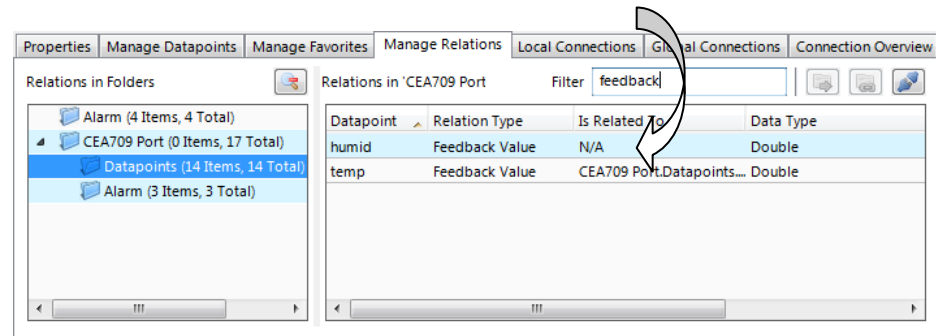 Properties Manage Datapoints Manage Favorites Manage Relations Local Connections Global Connections Connection Overview
Relations in Folders
Relations in 'CEA709 Port Filter feedback
Alarm (4 Items, 4 Total)
CEA709 Port (0 Items, 17 Total)
Datapoints (14 Items, 14 Total)
Alarm (3 Items, 3 Total)
Datapoint Relation Type Is Related To Data Type
humid Feedback Value N/A Double
temp Feedback Value CEA709 Port.Datapoints.... Double